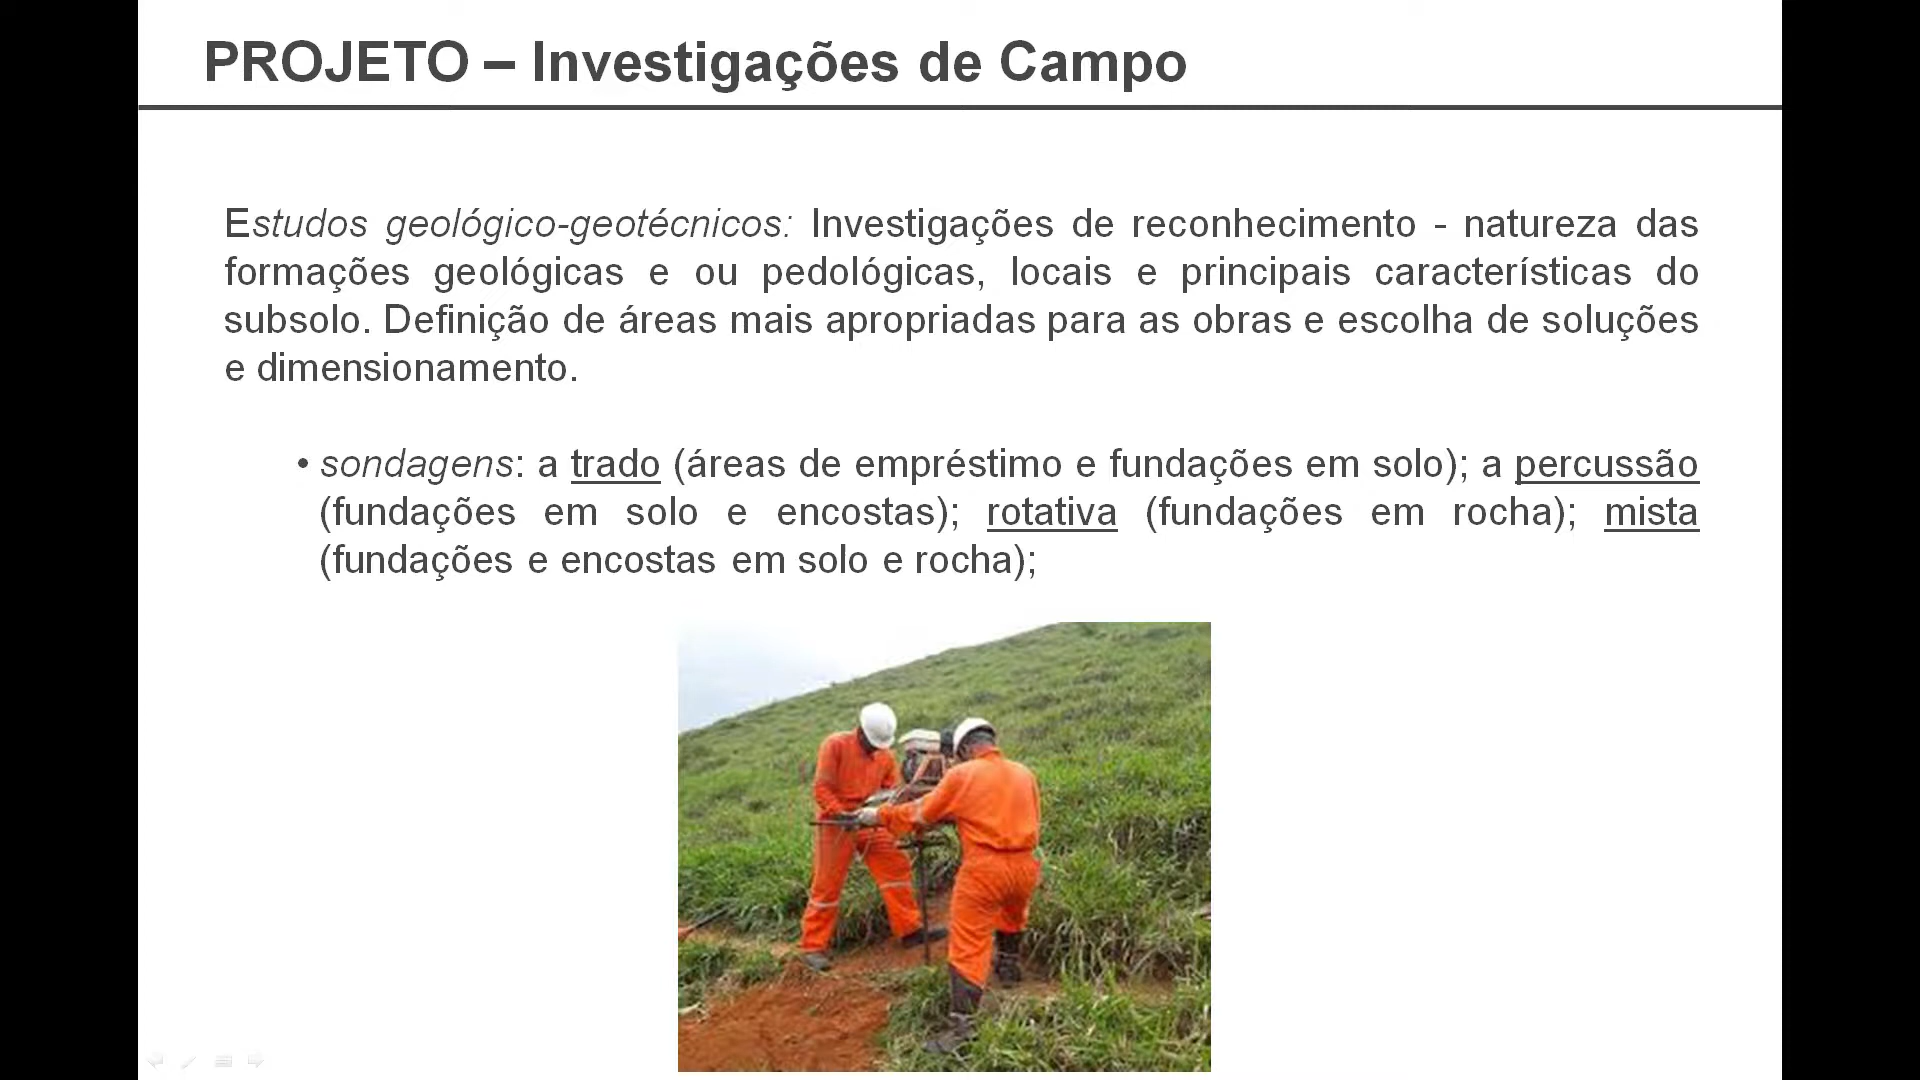 PROJETO – Investigações de Campo
Estudos geológico-geotécnicos: Investigações de reconhecimento - natureza das
formações geológicas e ou pedológicas, locais e principais características do
subsolo. Definição de áreas mais apropriadas para as obras e escolha de soluções
e dimensionamento.
• sondagens: a trado (áreas de empréstimo e fundações em solo); a percussão
(fundações em solo e encostas); rotativa (fundações em rocha); mista
(fundações e encostas em solo e rocha);